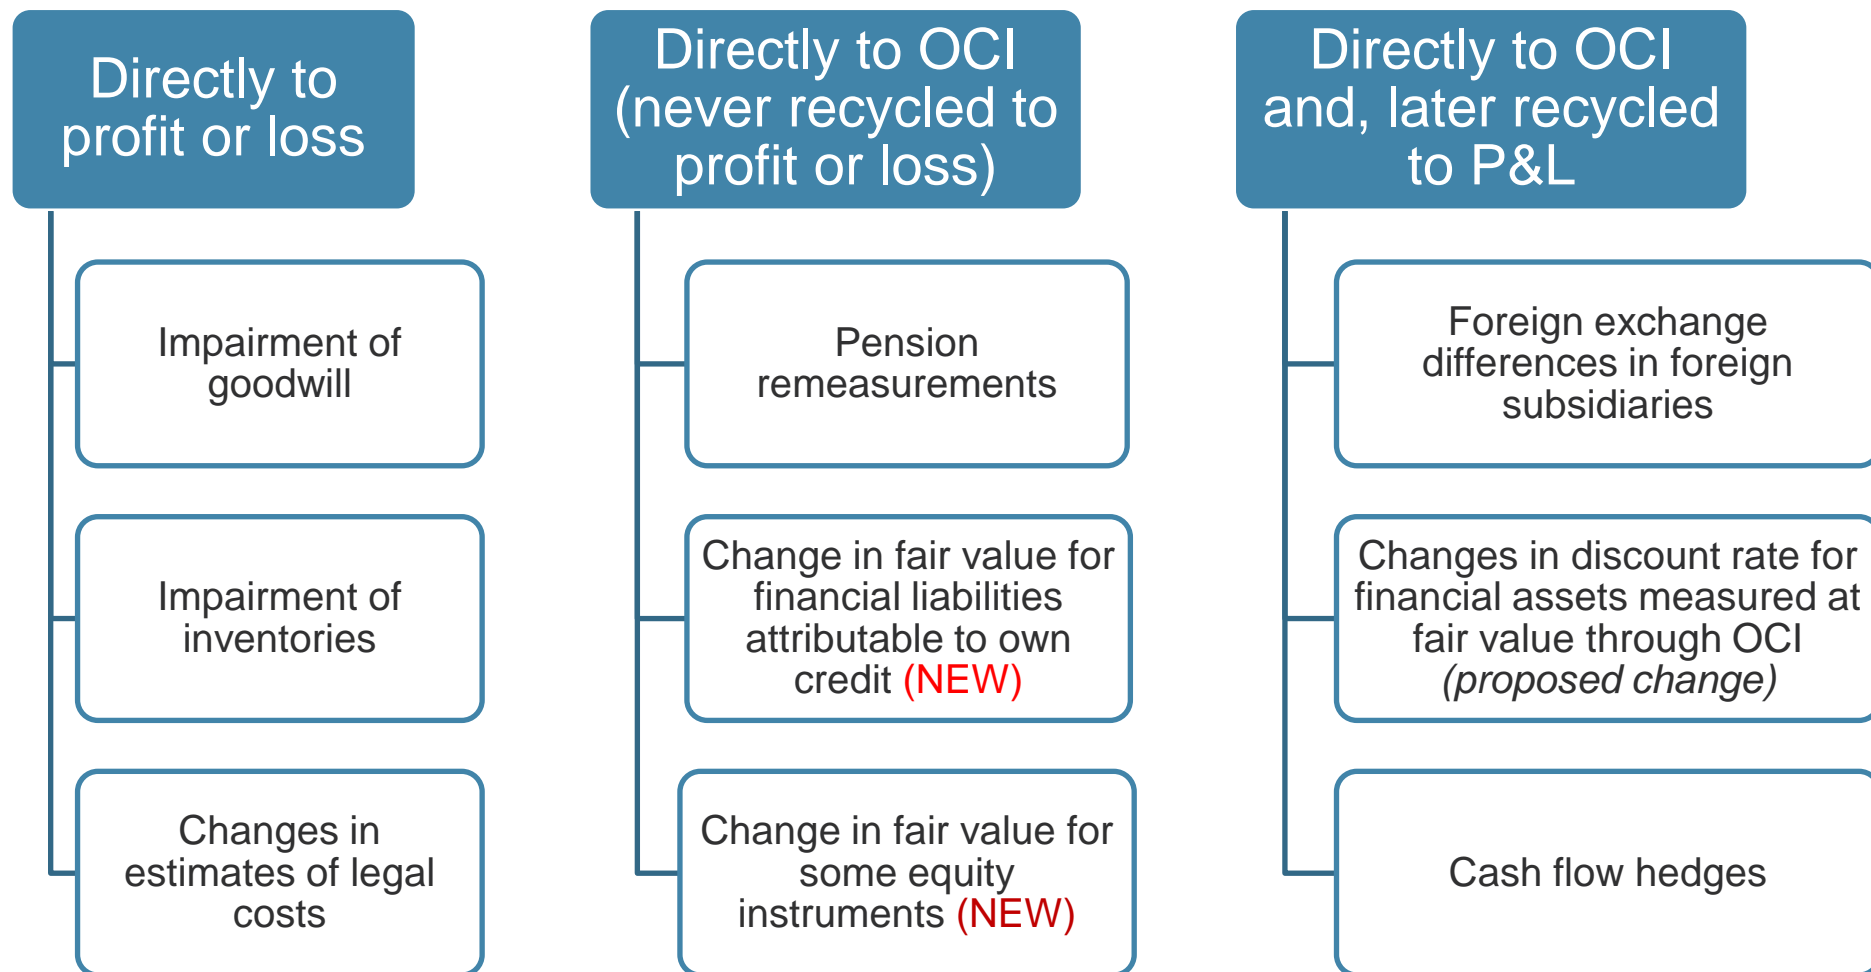 Directly to
profit or loss
Impairment of
goodwill
Impairment of
inventories
Changes in
estimates of legal
costs
Directly to OCI
(never recycled to
profit or loss)
Pension
remeasurements
Change in fair value for
financial liabilities
attributable to own
credit (NEW)
Change in fair value for
some equity
instruments (NEW)
Directly to OCI
and, later recycled
to P&L
Foreign exchange
differences in foreign
subsidiaries
Changes in discount rate for
financial assets measured at
fair value through OCI
(proposed change)
Cash flow hedges